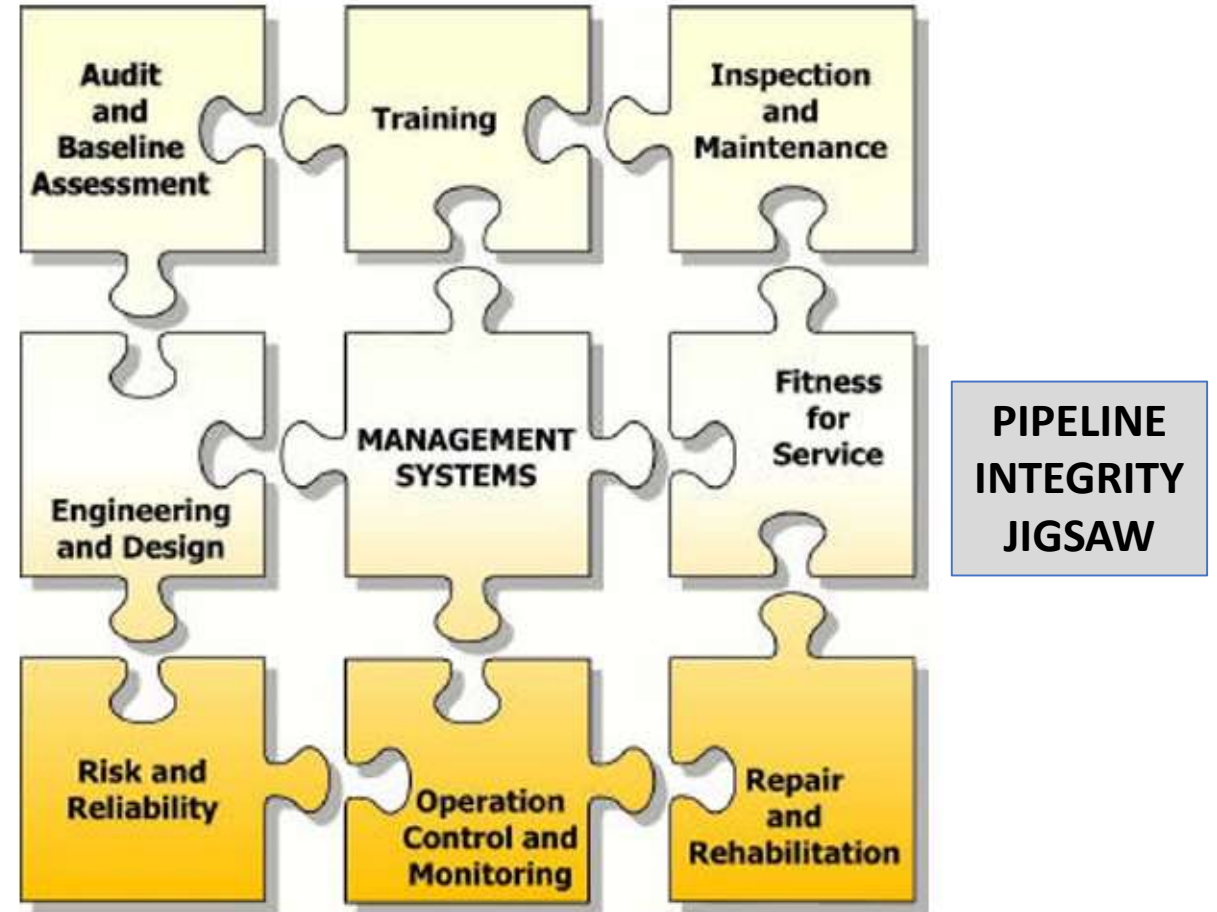 Audit
and
Baseline
Assessment
Training
Inspection
and
Maintenance
Engineering
and Design
MANAGEMENT
SYSTEMS
Fitness
for
Service
PIPELINE
INTEGRITY
JIGSAW
Risk and
Reliability
Operation
Control and
Monitoring
Repair
and
Rehabilitation